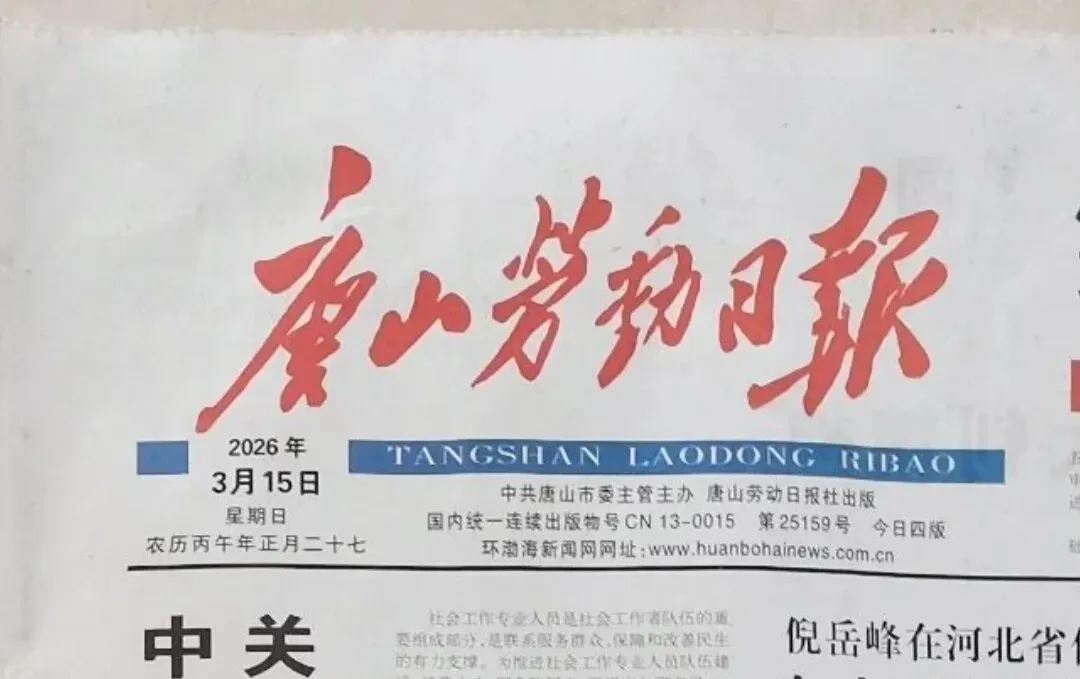 唐山劳动日报
2026年
3月15日
星期日
农历丙午年正月二十七
TANGSHAN LAODONG RIBAO
中共唐山市委主管主办 唐山劳动日报社出版
国内统一连续出版物号CN 13-0015 第25159号 今日四版
环渤海新闻网网址:www.huanbohainews.com.cn
中关
社会工作专业人员是社会工作者队伍的重
要组成部分,是联系服务群众、保障和改善民生
的有力支撑。为推进社会工作专业人员队伍建
倪岳峰在河北省